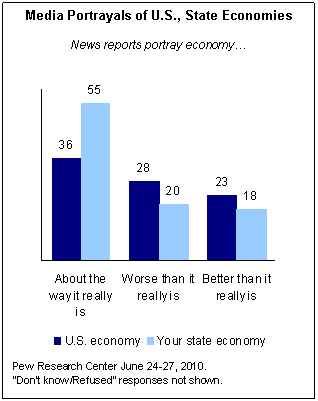 Media Portrayals of U.S., State Economies
News reports portray economy…
55
36
28
20
23
18
About the
way it really
is
Worse than it
really is
Better than it
really is
U.S. economy
Your state economy
Pew Research Center June 24-27, 2010.
"Don't know/Refused" responses not shown.